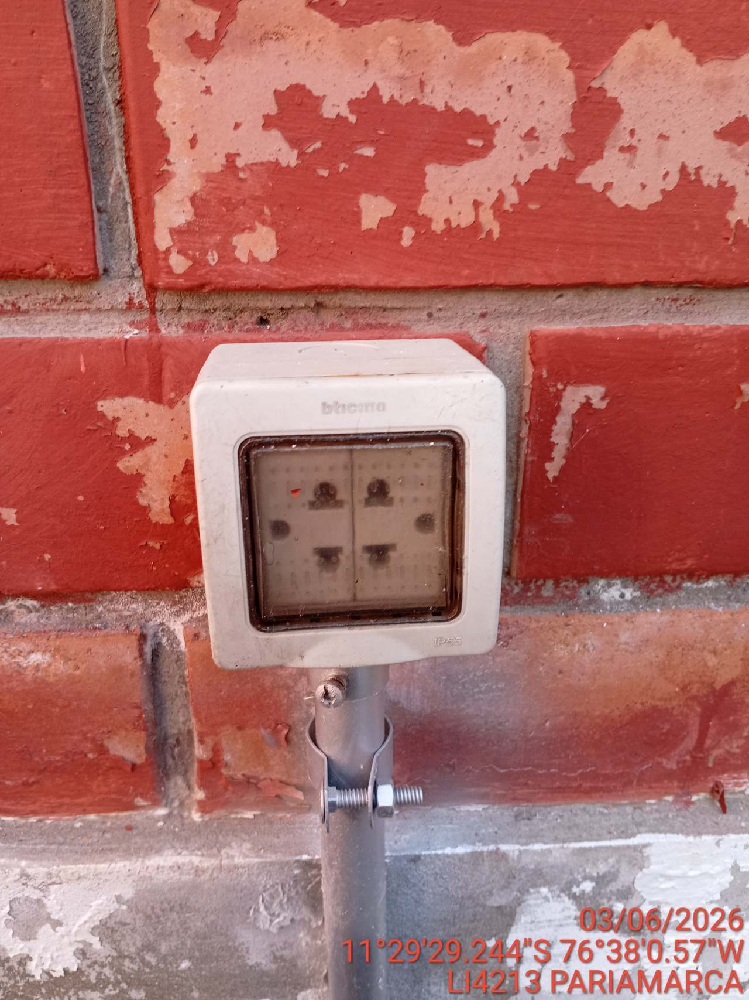 bticino
IP55
03/06/2026
11°29'29.244"S 76°38'0.57"W
LI4213 PARIAMARCA